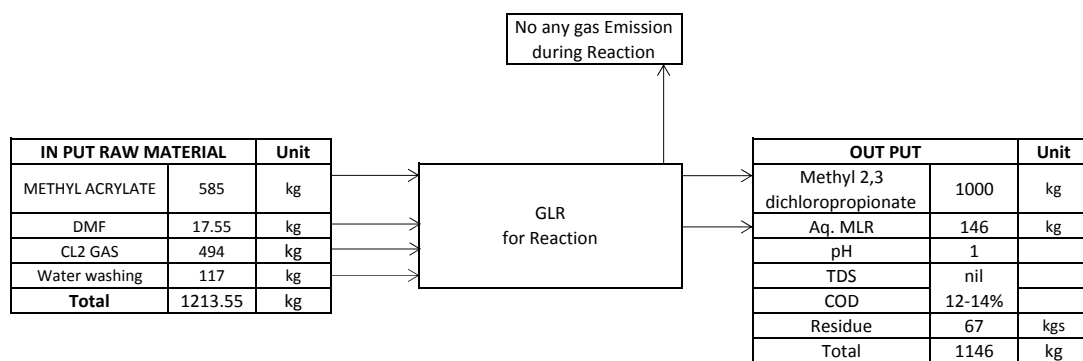 No any gas Emission
during Reaction
IN PUT RAW MATERIAL Unit
METHYL ACRYLATE 585 kg
DMF 17.55 kg
CL2 GAS 494 kg
Water washing 117 kg
Total 1213.55 kg
GLR
for Reaction
OUT PUT Unit
Methyl 2,3
dichloropropionate 1000 kg
Aq. MLR 146 kg
pH 1
TDS nil
COD 12-14%
Residue 67 kgs
Total 1146 kg